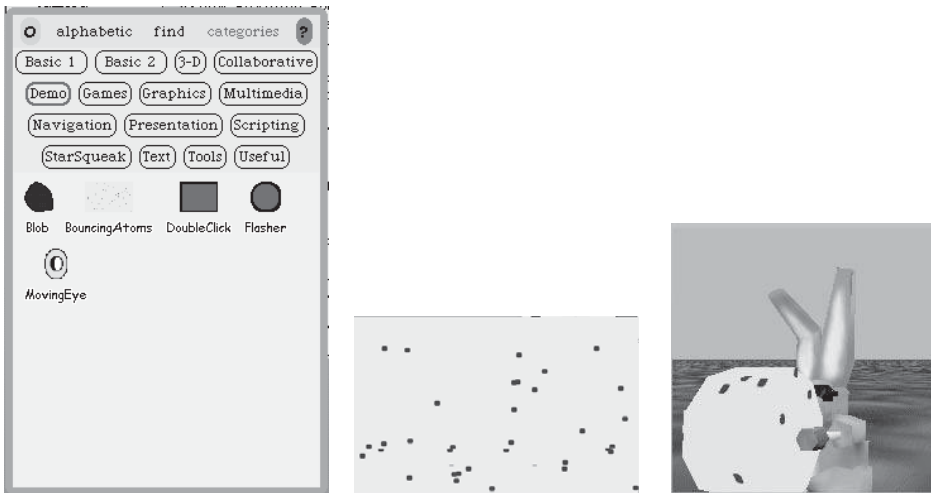 O alphabetic find categories ?
Basic 1 Basic 2 3-D Collaborative
Demo Games Graphics Multimedia
Navigation Presentation Scripting
StarSqueak Text Tools Useful
Blob BouncingAtoms DoubleClick Flasher
MovingEye